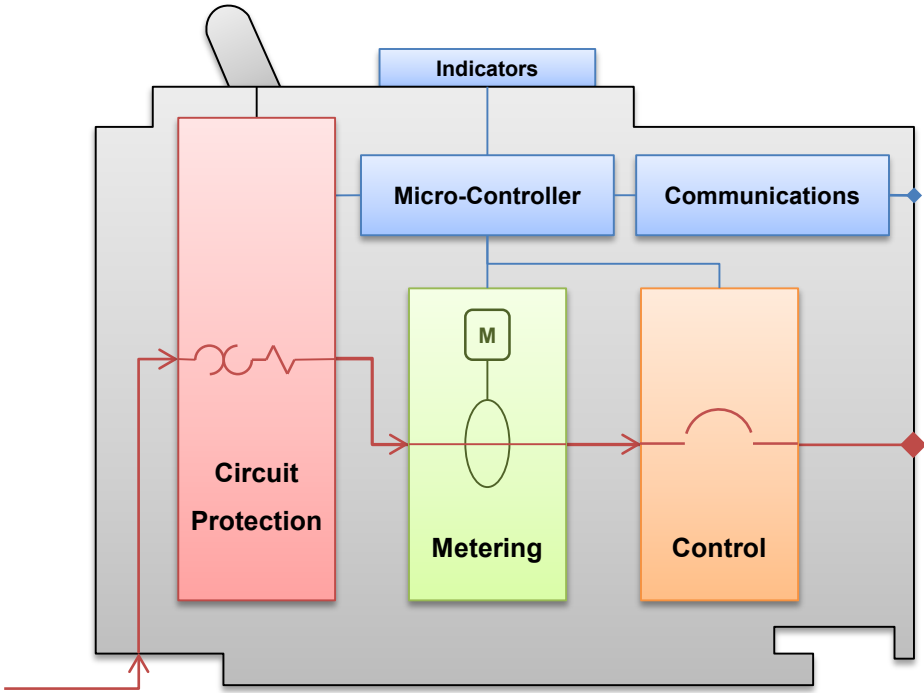 Indicators
Micro-Controller
Communications
M
Circuit
Protection
Metering
Control